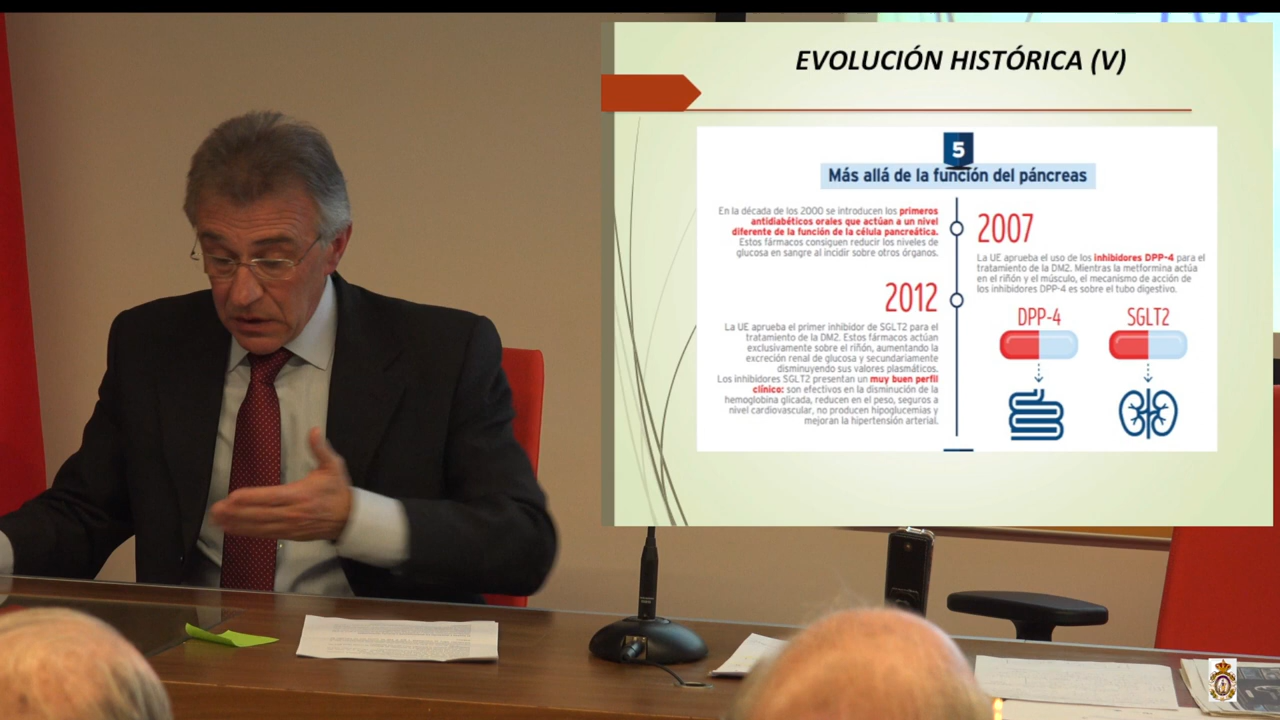 EVOLUCIÓN HISTÓRICA (V)
5
Más allá de la función del páncreas
En la década de los 2000 se introducen los primeros
antidiabéticos orales que actúan a un nivel
diferente de la función de la célula pancreática.
Estos fármacos consiguen reducir los niveles de
glucosa en sangre al incidir sobre otros órganos.
2007
La UE aprueba el uso de los inhibidores DPP-4 para el
tratamiento de la DM2. Mientras la metformina actúa
en el riñón y el músculo, el mecanismo de acción de
los inhibidores DPP-4 es sobre el tubo digestivo.
2012
La UE aprueba el primer inhibidor de SGLT2 para el
tratamiento de la DM2. Estos fármacos actúan
exclusivamente sobre el riñón, aumentando la
excreción renal de glucosa y secundariamente
disminuyendo sus valores plasmáticos.
Los inhibidores SGLT2 presentan un muy buen perfil
clínico: son efectivos en la disminución de la
hemoglobina glicada, reducen en el peso, seguros a
nivel cardiovascular, no producen hipoglucemias y
mejoran la hipertensión arterial.
DPP-4
SGLT2